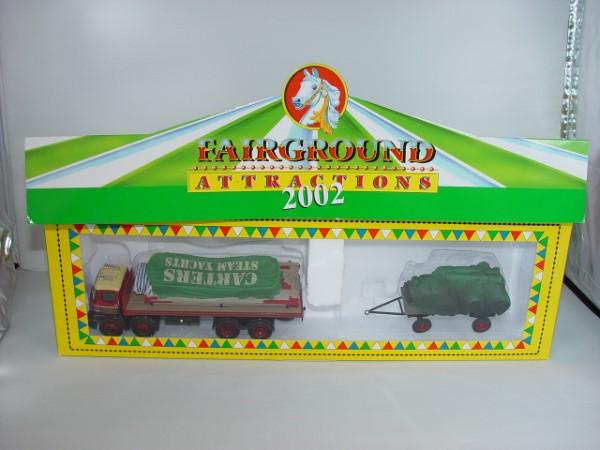 FAIRGROUND
ATTRACTIONS
2002
CARTERS
STEAM YACHTS